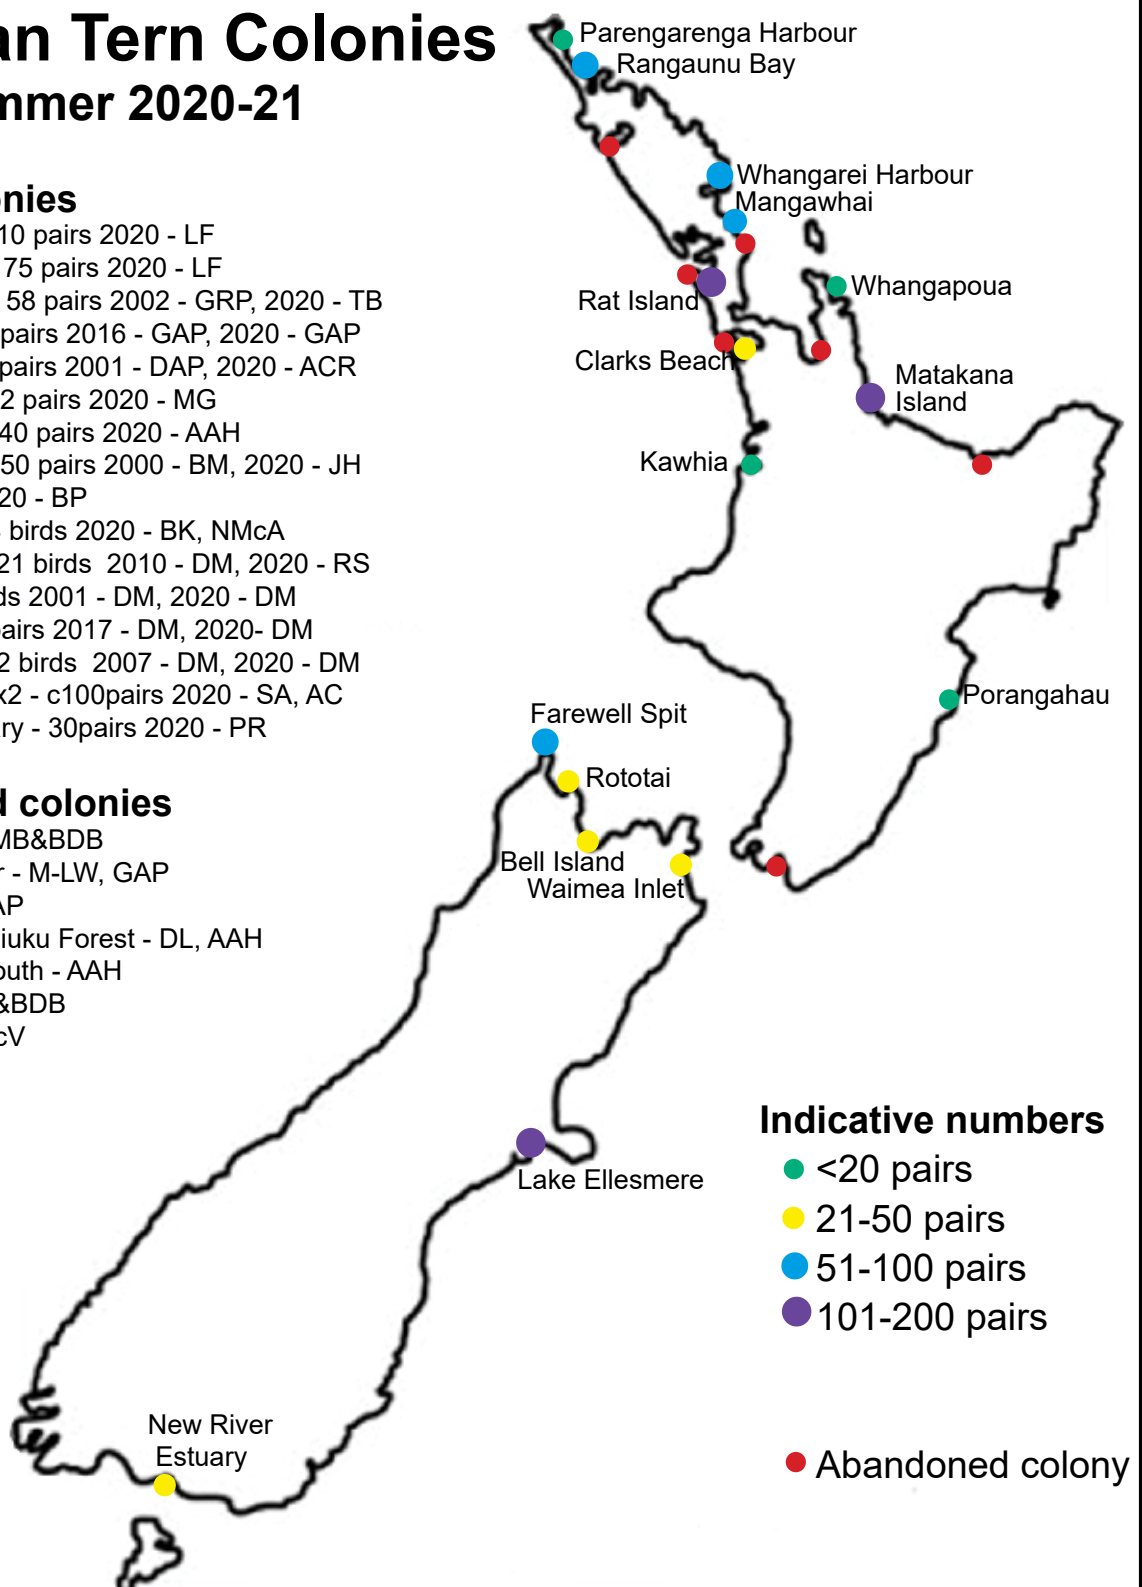 an Tern Colonies
mmer 2020-21
onies
10 pairs 2020 - LF
75 pairs 2020 - LF
58 pairs 2002 - GRP, 2020 - TB
pairs 2016 - GAP, 2020 - GAP
pairs 2001 - DAP, 2020 - ACR
2 pairs 2020 - MG
40 pairs 2020 - AAH
50 pairs 2000 - BM, 2020 - JH
20 - BP
birds 2020 - BK, NMcA
21 birds 2010 - DM, 2020 - RS
ds 2001 - DM, 2020 - DM
airs 2017 - DM, 2020- DM
2 birds 2007 - DM, 2020 - DM
x2 - c100pairs 2020 - SA, AC
ry - 30pairs 2020 - PR
d colonies
MB&BDB
r - M-LW, GAP
AP
iuku Forest - DL, AAH
outh - AAH
&BDB
cV
Parengarenga Harbour
Rangaunu Bay
Whangarei Harbour
Mangawhai
Whangapoua
Rat Island
Clarks Beach
Matakana
Island
Kawhia
Porangahau
Farewell Spit
Rototai
Bell Island
Waimea Inlet
Lake Ellesmere
New River
Estuary
Indicative numbers
<20 pairs
21-50 pairs
51-100 pairs
101-200 pairs
Abandoned colony